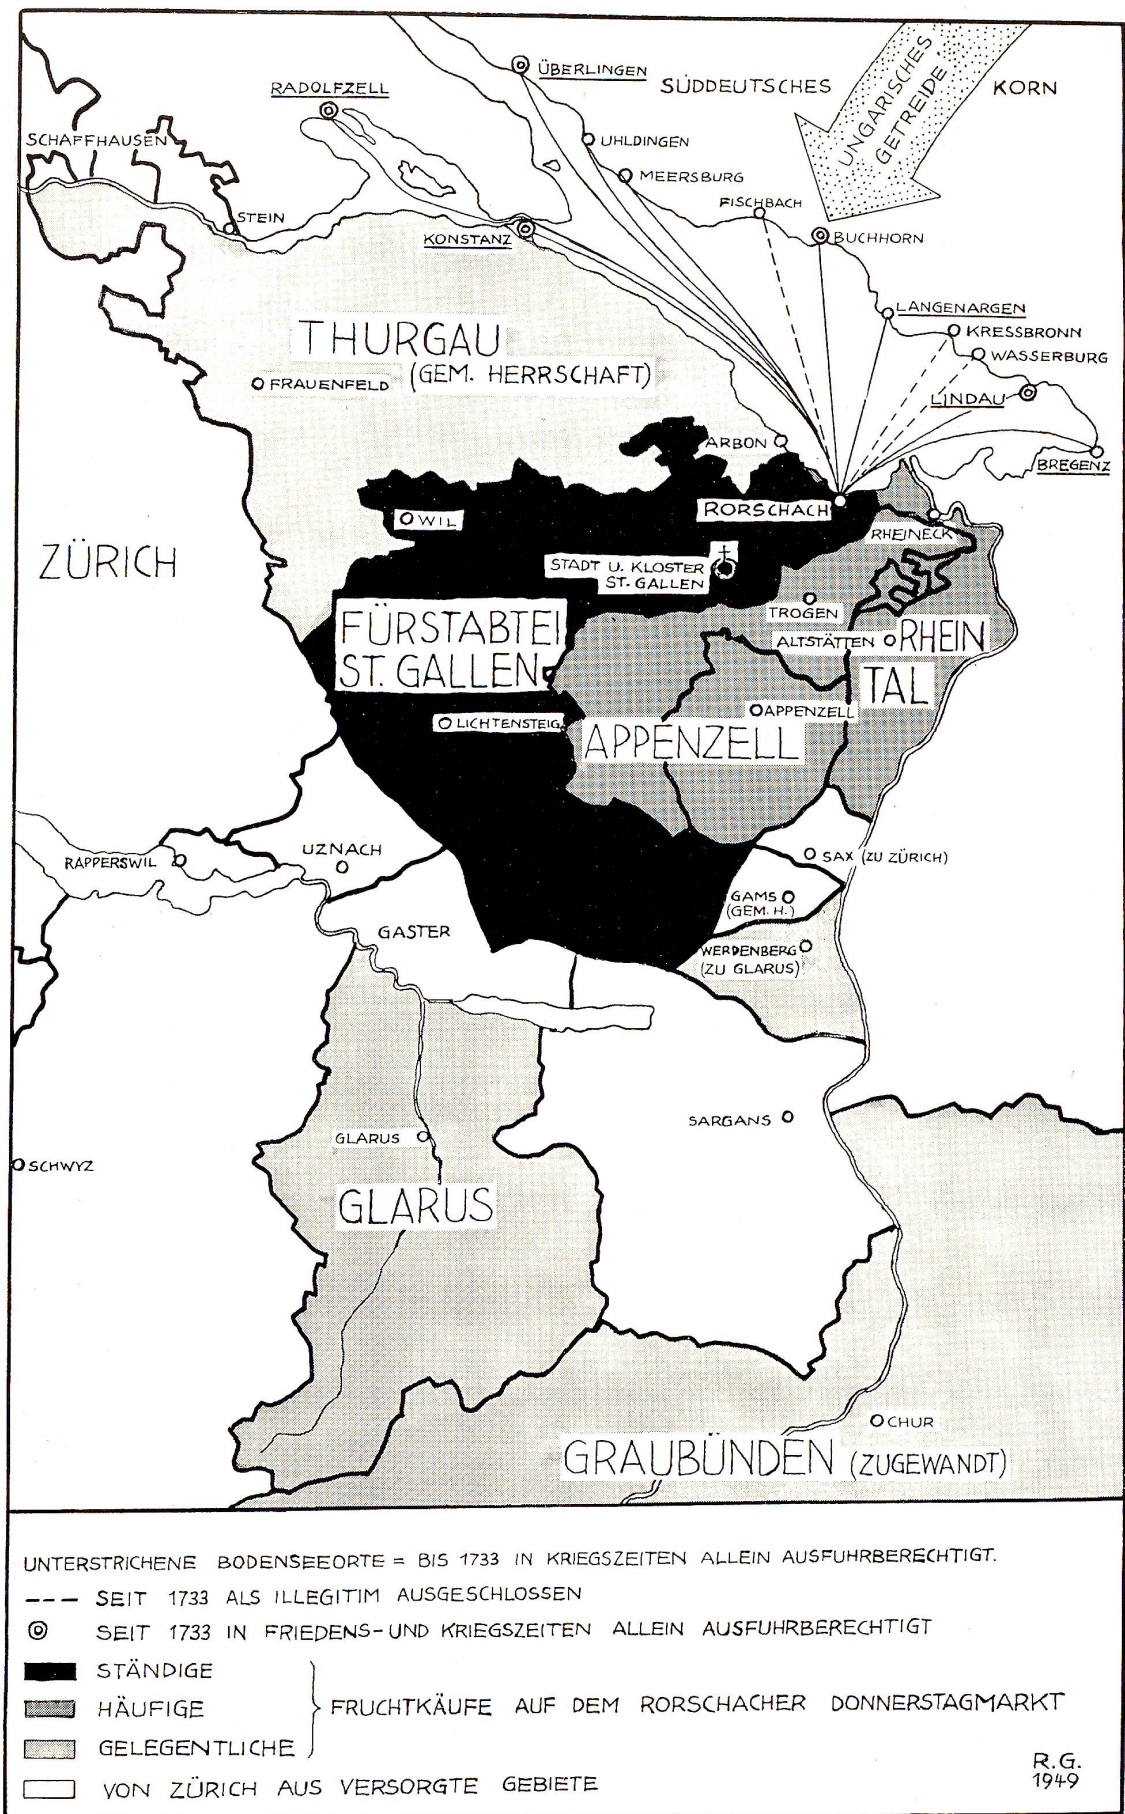 ÜBERLINGEN
SÜDDEUTSCHES
KORN
UNGARISCHES
GETREIDE
RADOLFZELL
SCHAFFHAUSEN
UHLDINGEN
MEERSBURG
FISCHBACH
STEIN
KONSTANZ
BUCHHORN
LANGENARGEN
KRESSBRONN
WASSERBURG
LINDAU
THURGAU
(GEM. HERRSCHAFT)
FRAUENFELD
ARBON
BREGENZ
RORSCHACH
WIL
RHEINECK
ZÜRICH
STADT U. KLOSTER
ST. GALLEN
TROGEN
FÜRSTABTEI
ST. GALLEN
ALTSTÄTTEN
RHEIN
TAL
LICHTENSTEIG
APPENZELL
APPENZELL
RAPPERSWIL
UZNACH
SAX (ZU ZÜRICH)
GAMS
(GEM. H.)
GASTER
WERDENBERG
(ZU GLARUS)
SARGANS
GLARUS
SCHWYZ
GLARUS
CHUR
GRAUBÜNDEN (ZUGEWANDT)
UNTERSTRICHENE BODENSEEORTE = BIS 1733 IN KRIEGSZEITEN ALLEIN AUSFUHRBERECHTIGT.
--- SEIT 1733 ALS ILLEGITIM AUSGESCHLOSSEN
SEIT 1733 IN FRIEDENS-UND KRIEGSZEITEN ALLEIN AUSFUHRBERECHTIGT
STÄNDIGE
HÄUFIGE
FRUCHTKÄUFE AUF DEM RORSCHACHER DONNERSTAGMARKT
GELEGENTLICHE
VON ZÜRICH AUS VERSORGTE GEBIETE
R.G.
1949